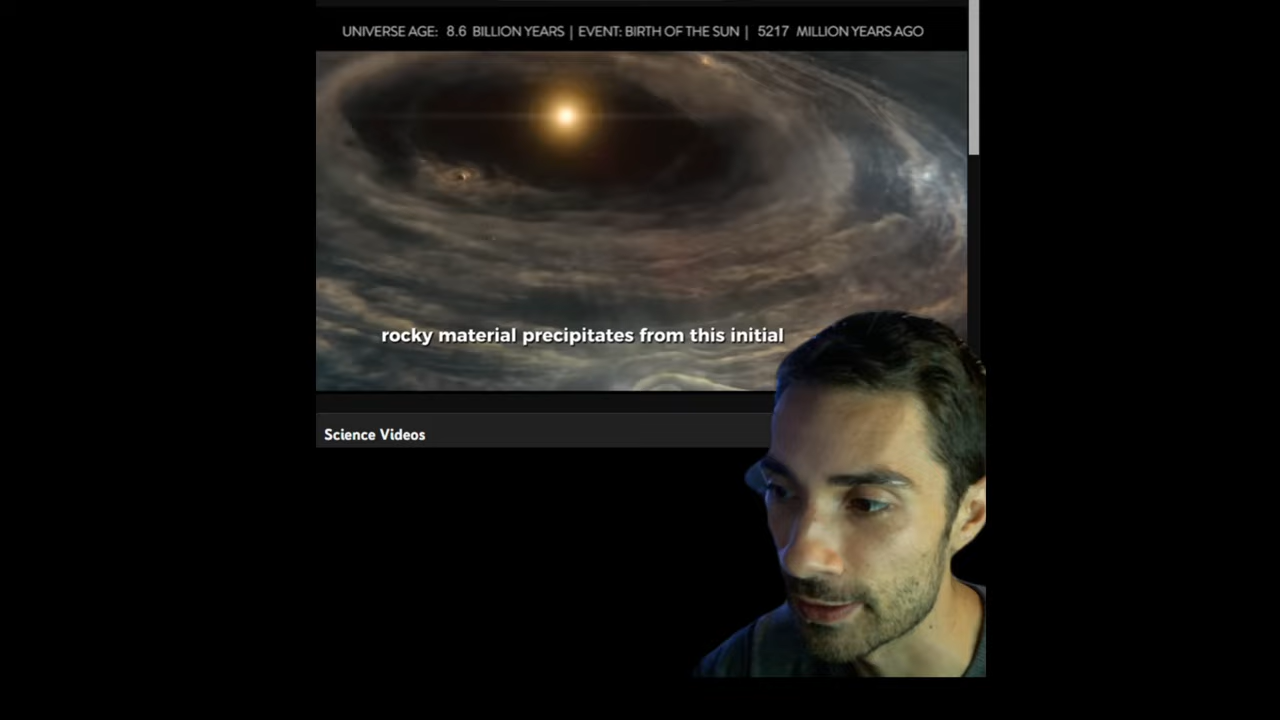 UNIVERSE AGE: 8.6 BILLION YEARS | EVENT: BIRTH OF THE SUN | 5217 MILLION YEARS AGO
rocky material precipitates from this initial
Science Videos